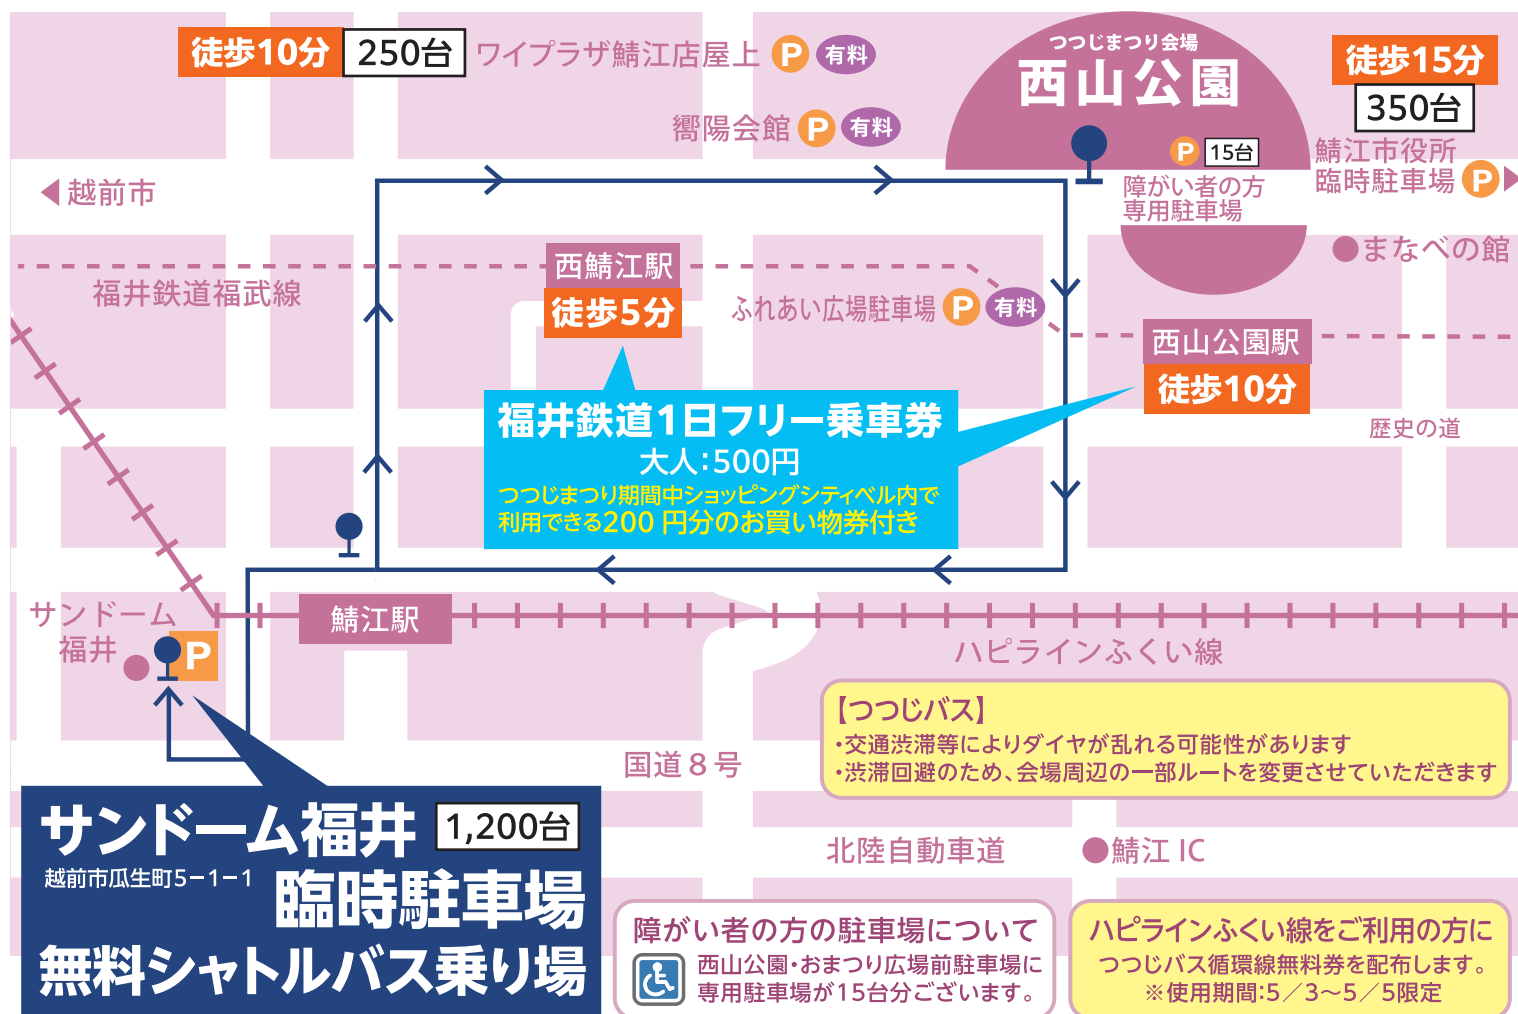 徒歩10分
250台
ワイプラザ鯖江店屋上 P 有料
嚮陽会館 P 有料
つつじまつり会場
西山公園
P 15台
障がい者の方
専用駐車場
徒歩15分
350台
鯖江市役所
臨時駐車場 P
越前市
まなべの館
福井鉄道福武線
西鯖江駅
徒歩5分
ふれあい広場駐車場 P 有料
西山公園駅
徒歩10分
歴史の道
福井鉄道1日フリー乗車券
大人：500円
つつじまつり期間中ショッピングシティベル内で
利用できる200 円分のお買い物券付き
サンドーム
福井
P
鯖江駅
ハピラインふくい線
【つつじバス】
・交通渋滞等によりダイヤが乱れる可能性があります
・渋滞回避のため、会場周辺の一部ルートを変更させていただきます
国道 8 号
サンドーム福井
1,200台
越前市瓜生町5－1－1
臨時駐車場
無料シャトルバス乗り場
北陸自動車道
鯖江 IC
障がい者の方の駐車場について
西山公園・おまつり広場前駐車場に
専用駐車場が15台分ございます。
ハピラインふくい線をご利用の方に
つつじバス循環線無料券を配布します。
※使用期間：5／3～5／5限定